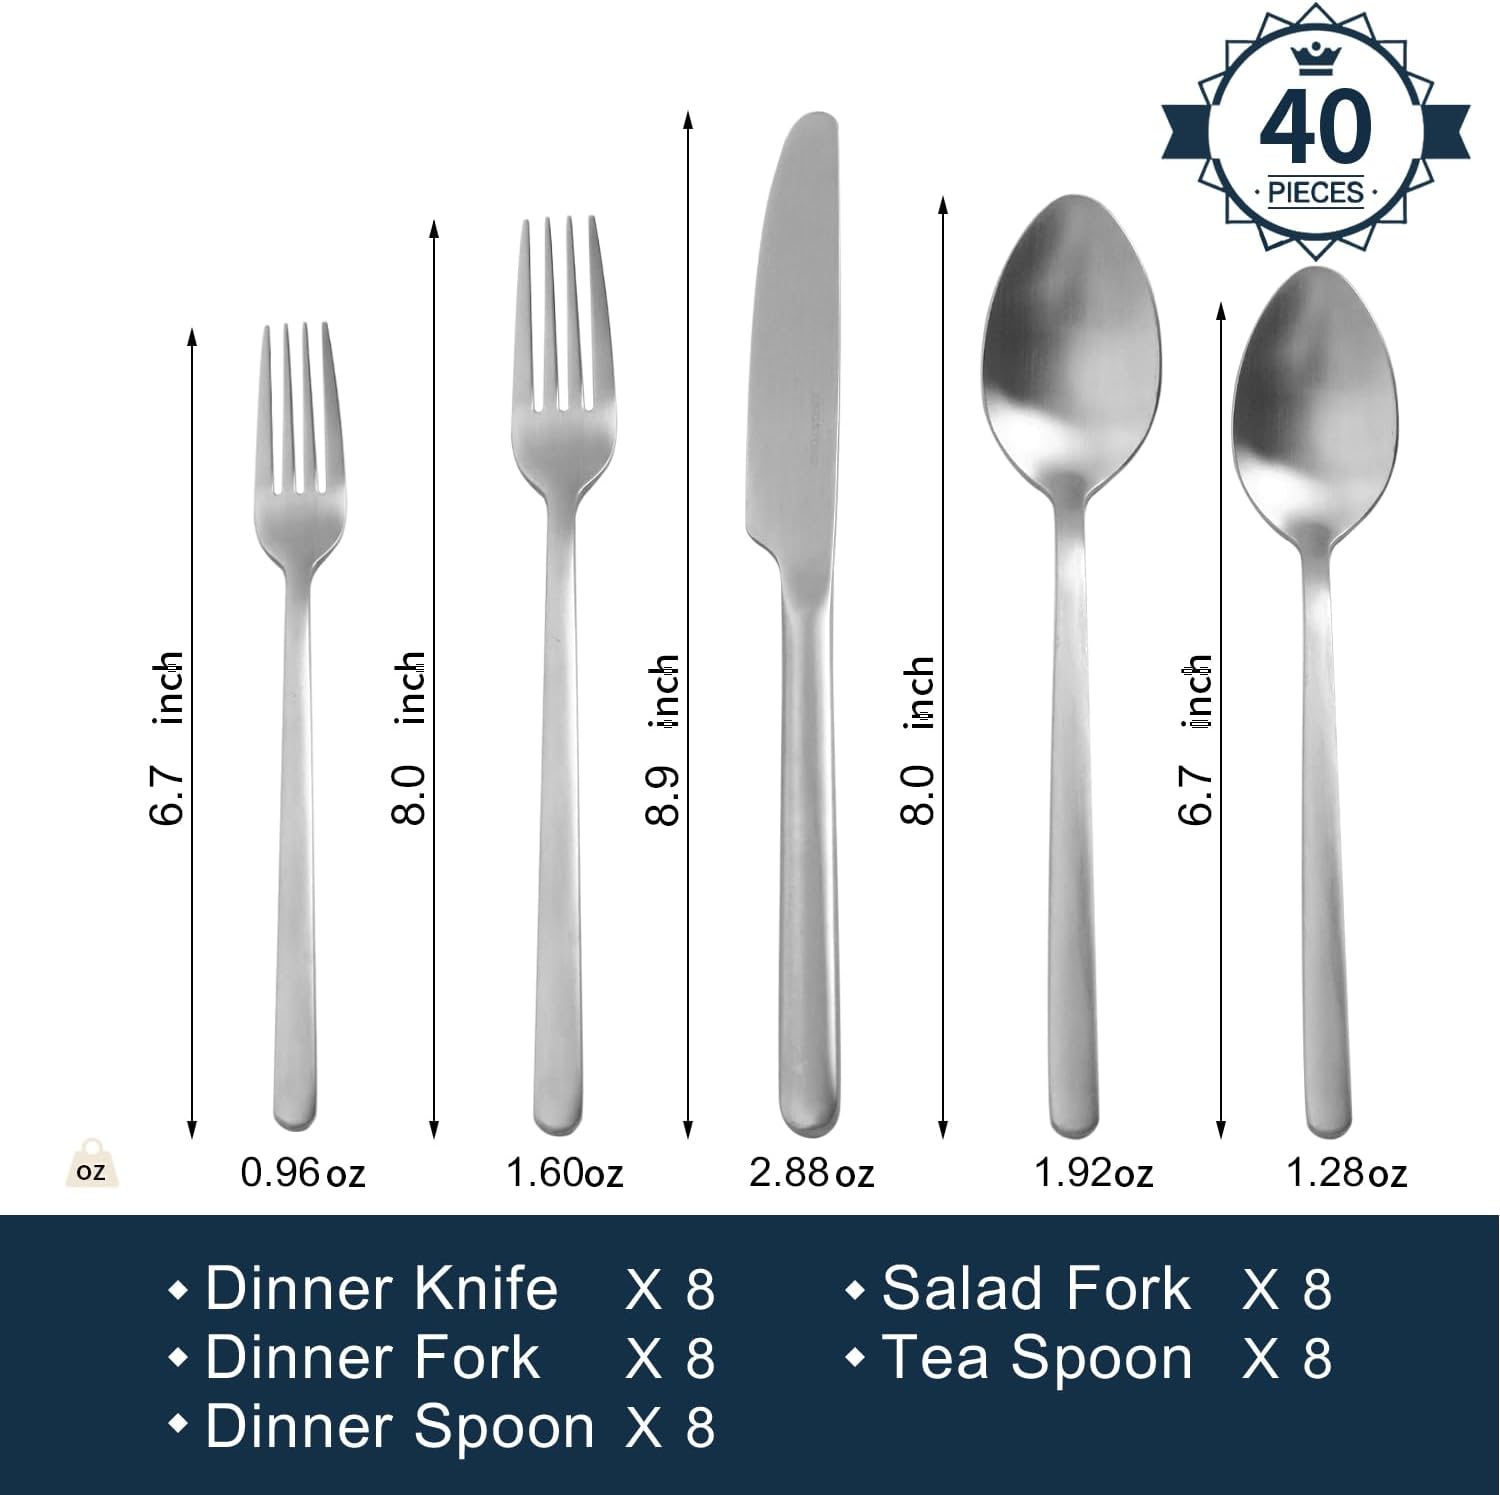 40
PIECES
6.7 inch
8.0 inch
8.9 inch
8.0 inch
6.7 inch
oz
0.96oz
1.60oz
2.88oz
1.92oz
1.28oz
Dinner Knife X 8
Dinner Fork X 8
Dinner Spoon X 8
Salad Fork X 8
Tea Spoon X 8